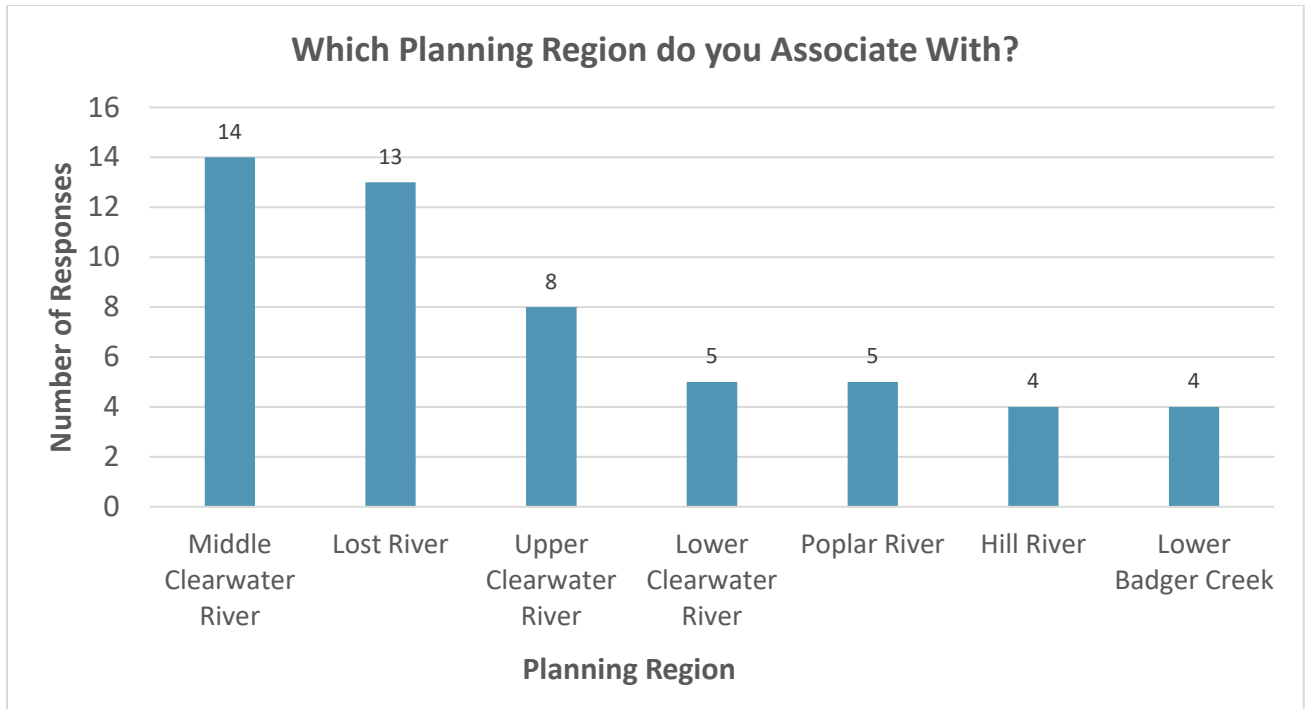 Which Planning Region do you Associate With?
Number of Responses
16
14
12
10
8
6
4
2
0
14
13
8
5
5
4
4
Middle
Clearwater
River
Lost River
Upper
Clearwater
River
Lower
Clearwater
River
Poplar River
Hill River
Lower
Badger Creek
Planning Region